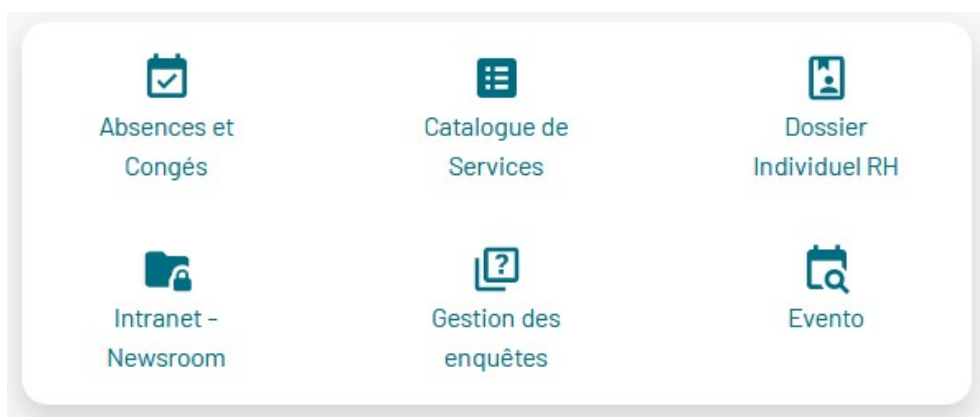 Absences et
Congés
Catalogue de
Services
Dossier
Individuel RH
Intranet -
Newsroom
Gestion des
enquêtes
Evento